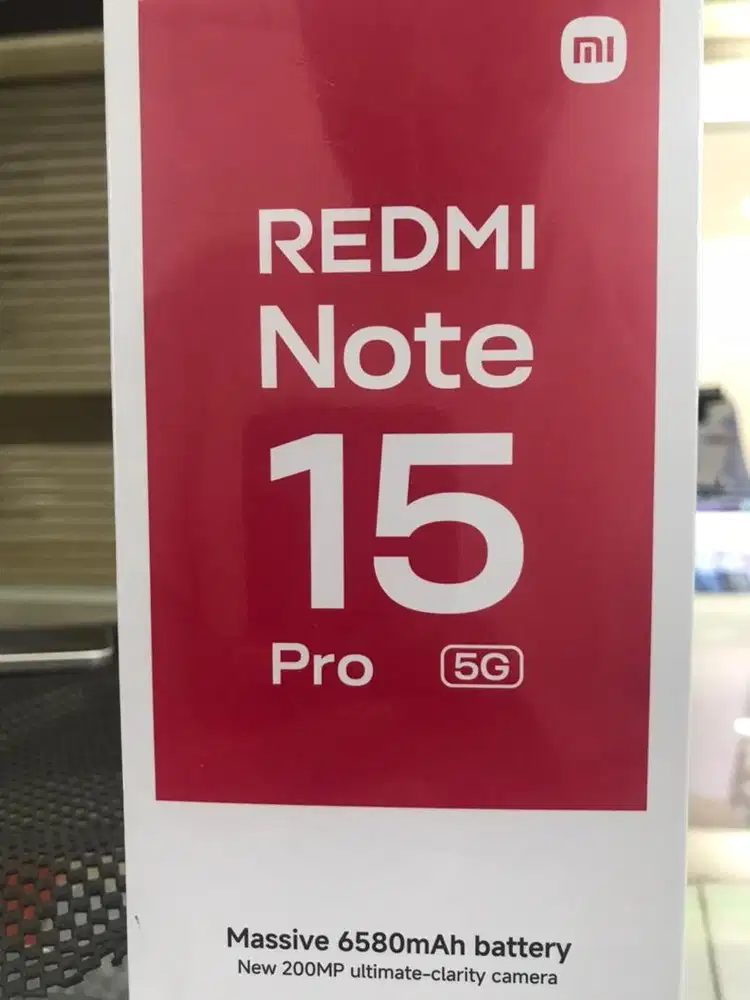 mi
REDMI
Note
15
Pro 5G
Massive 6580mAh battery
New 200MP ultimate-clarity camera